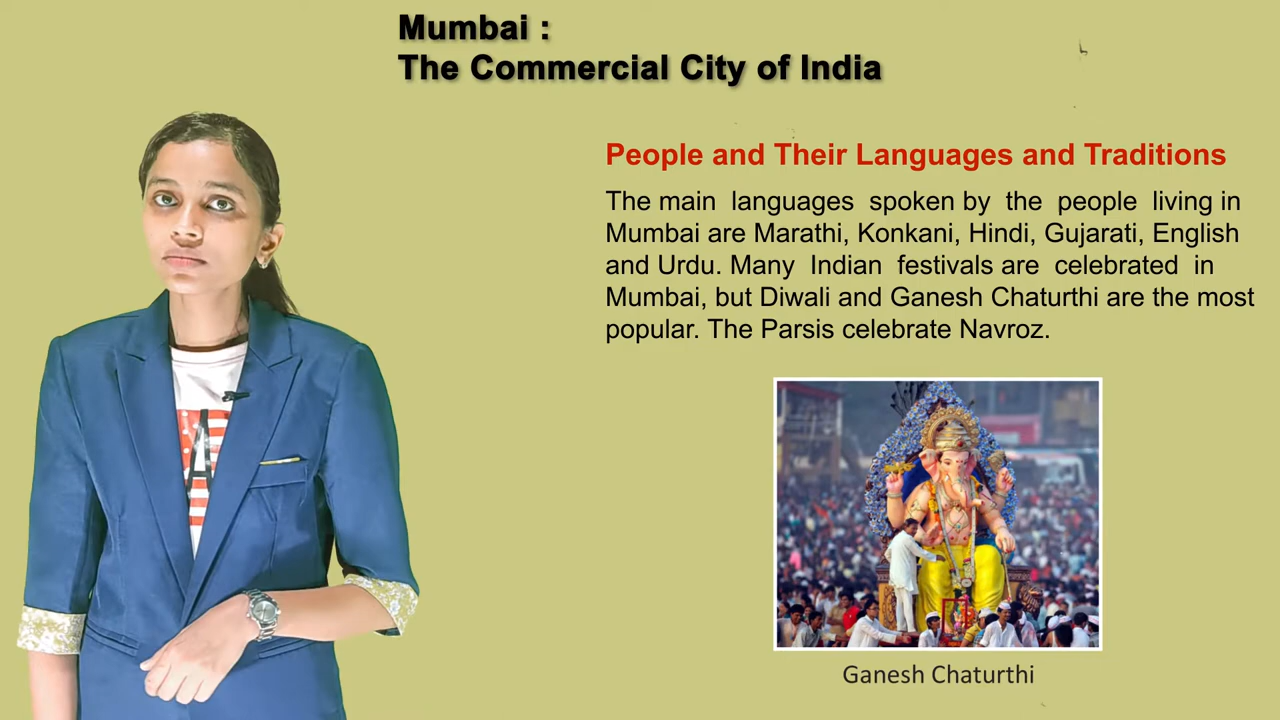 Mumbai :
The Commercial City of India
People and Their Languages and Traditions
The main languages spoken by the people living in
Mumbai are Marathi, Konkani, Hindi, Gujarati, English
and Urdu. Many Indian festivals are celebrated in
Mumbai, but Diwali and Ganesh Chaturthi are the most
popular. The Parsis celebrate Navroz.
A
Ganesh Chaturthi